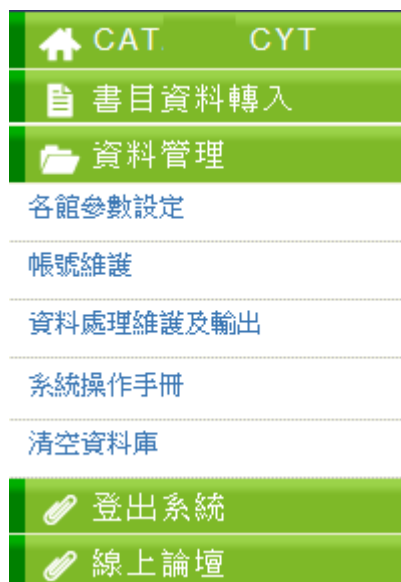 CAT. CYT
書目資料轉入
資料管理
各館參數設定
帳號維護
資料處理維護及輸出
系統操作手冊
清空資料庫
登出系統
線上論壇